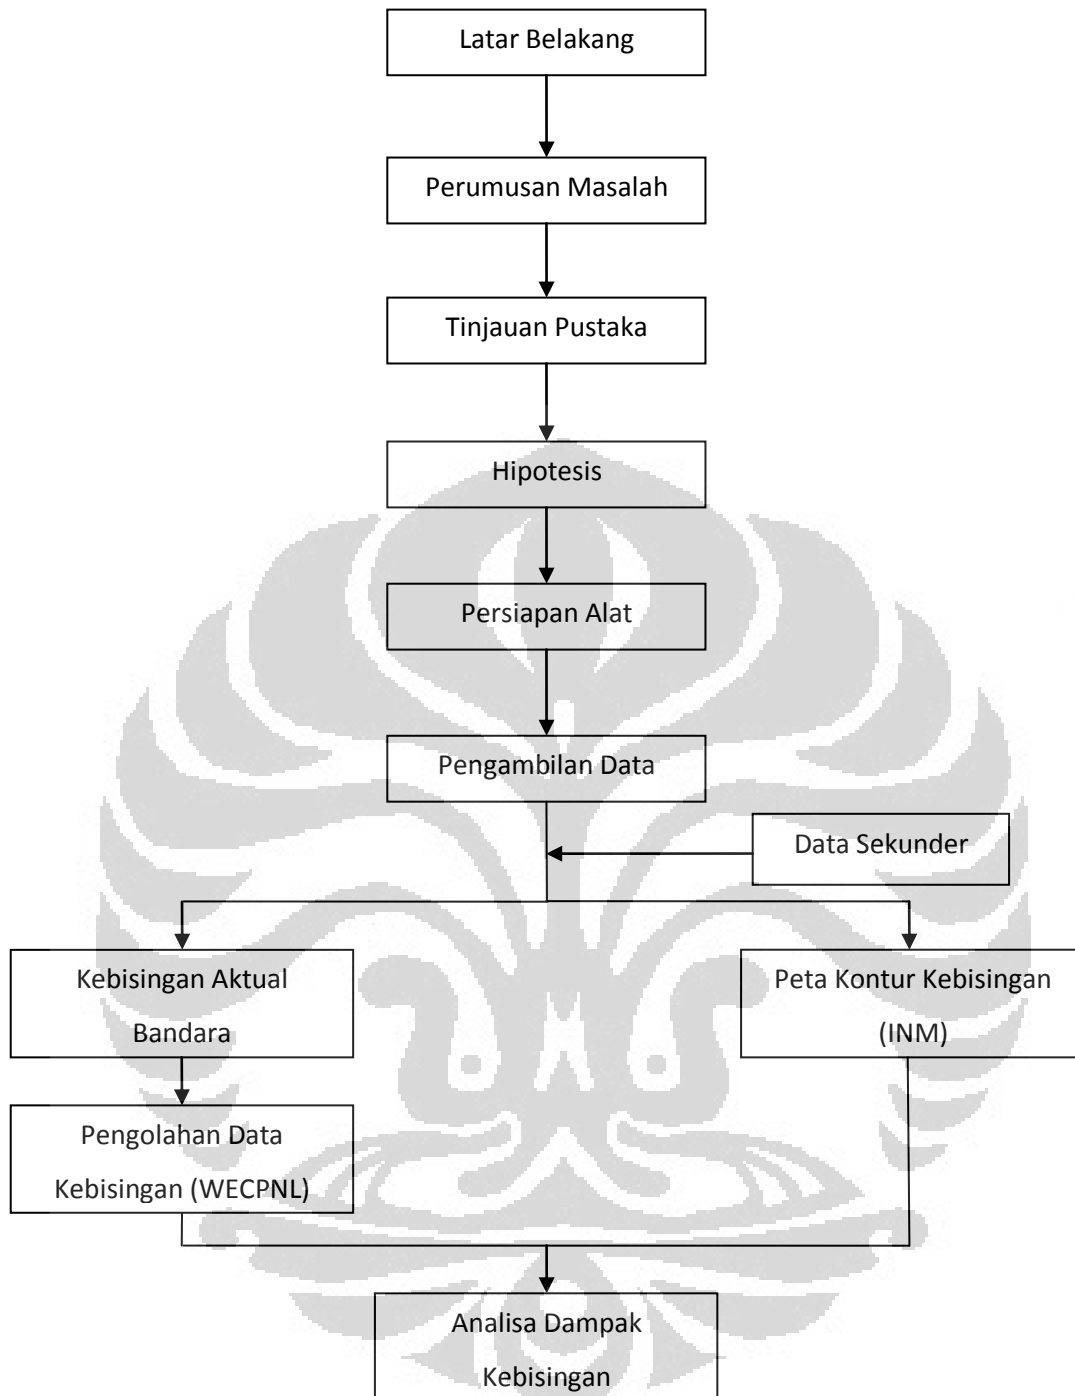 Latar Belakang
Perumusan Masalah
Tinjauan Pustaka
Hipotesis
Persiapan Alat
Pengambilan Data
Data Sekunder
Kebisingan Aktual
Bandara
Peta Kontur Kebisingan
(INM)
Pengolahan Data
Kebisingan (WECPNL)
Analisa Dampak
Kebisingan